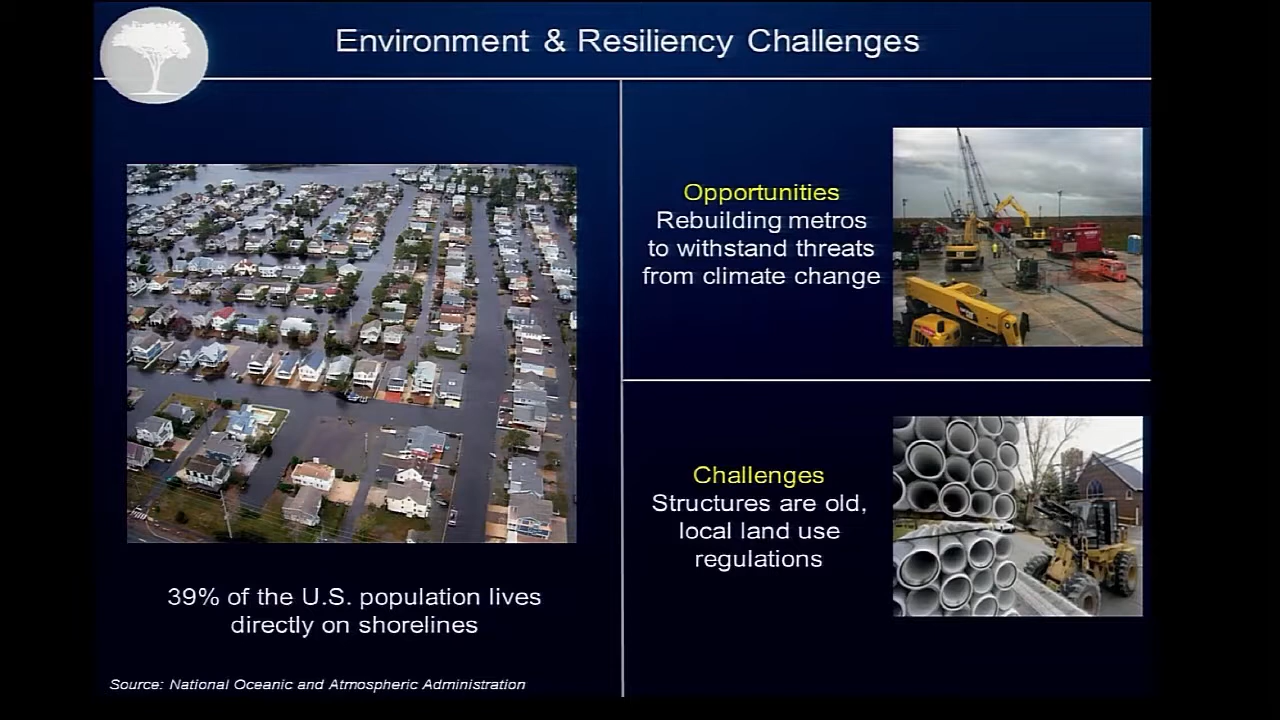 Environment & Resiliency Challenges
39% of the U.S. population lives
directly on shorelines
Source: National Oceanic and Atmospheric Administration
Opportunities
Rebuilding metros
to withstand threats
from climate change
Challenges
Structures are old,
local land use
regulations